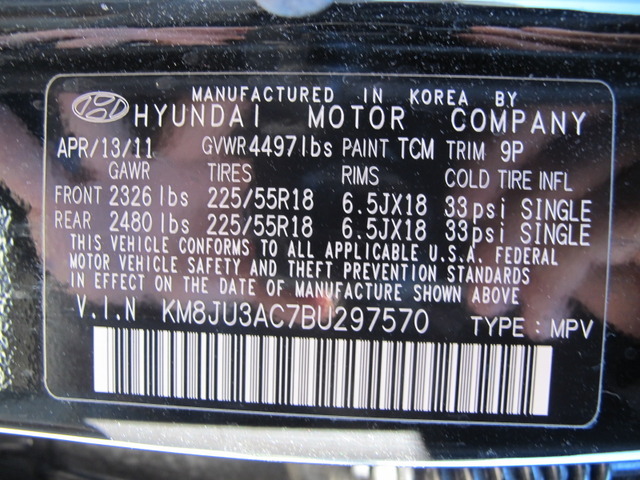 MANUFACTURED IN KOREA BY
HYUNDAI MOTOR COMPANY
APR/13/11 GVWR 4497lbs PAINT TCM TRIM 9P
GAWR TIRES RIMS COLD TIRE INFL
FRONT 2326 lbs 225/55R18 6.5JX18 33psi SINGLE
REAR 2480 lbs 225/55R18 6.5JX18 33psi SINGLE
THIS VEHICLE CONFORMS TO ALL APPLICABLE U.S.A. FEDERAL
MOTOR VEHICLE SAFETY AND THEFT PREVENTION STANDARDS
IN EFFECT ON THE DATE OF MANUFACTURE SHOWN ABOVE
V.I.N KM8JU3AC7BU297570 TYPE : MPV